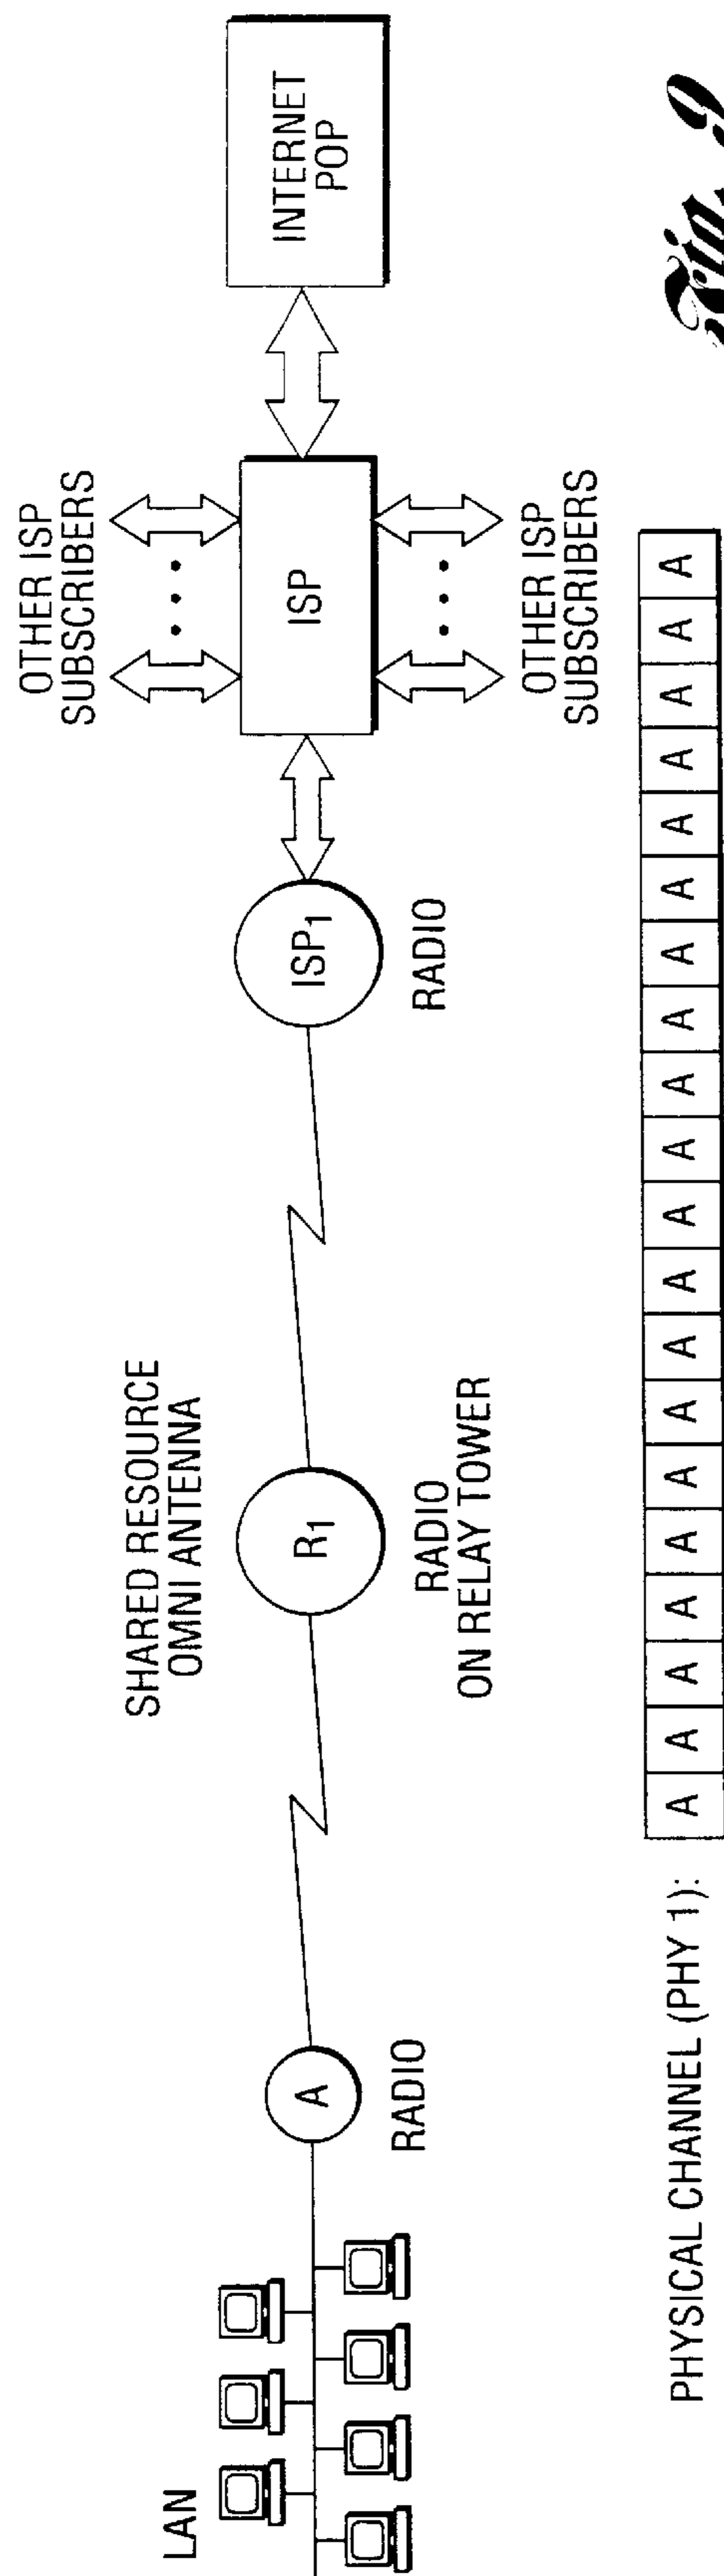 LAN
A
RADIO
SHARED RESOURCE
OMNI ANTENNA
R1
RADIO
ON RELAY TOWER
ISP1
RADIO
OTHER ISP
SUBSCRIBERS
ISP
OTHER ISP
SUBSCRIBERS
INTERNET
POP
PHYSICAL CHANNEL (PHY 1): A A A A A A A A A A A A A A A A A A A A
Fig.